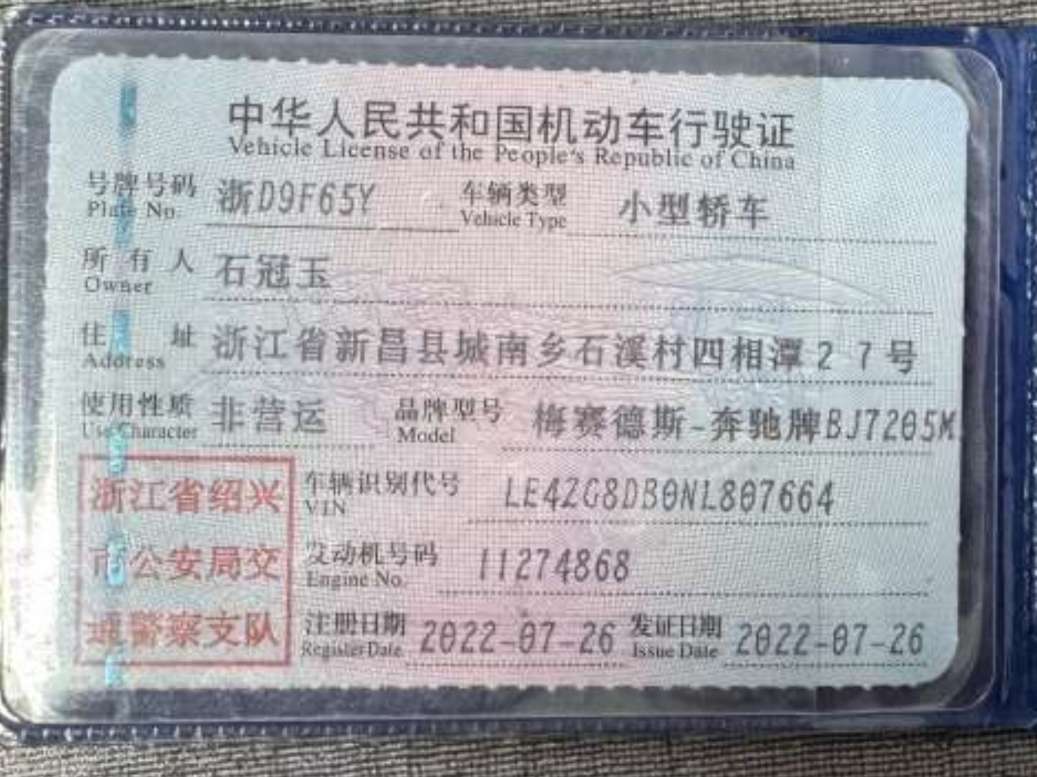 中华人民共和国机动车行驶证
Vehicle License of the People's Republic of China
号牌号码 浙D9F65Y 车辆类型 小型轿车
Plate No. Vehicle Type
所有人 石冠玉
Owner
住址 浙江省新昌县城南乡石溪村四相潭27号
Address
使用性质 非营运 品牌型号 梅赛德斯-奔驰牌BJ7205M
Use Character Model
浙江省绍兴 车辆识别代号 LE42G8DB0NL807664
VIN
市公安局交 发动机号码 11274868
Engine No.
通警察支队 注册日期 2022-07-26 发证日期 2022-07-26
Register Date Issue Date